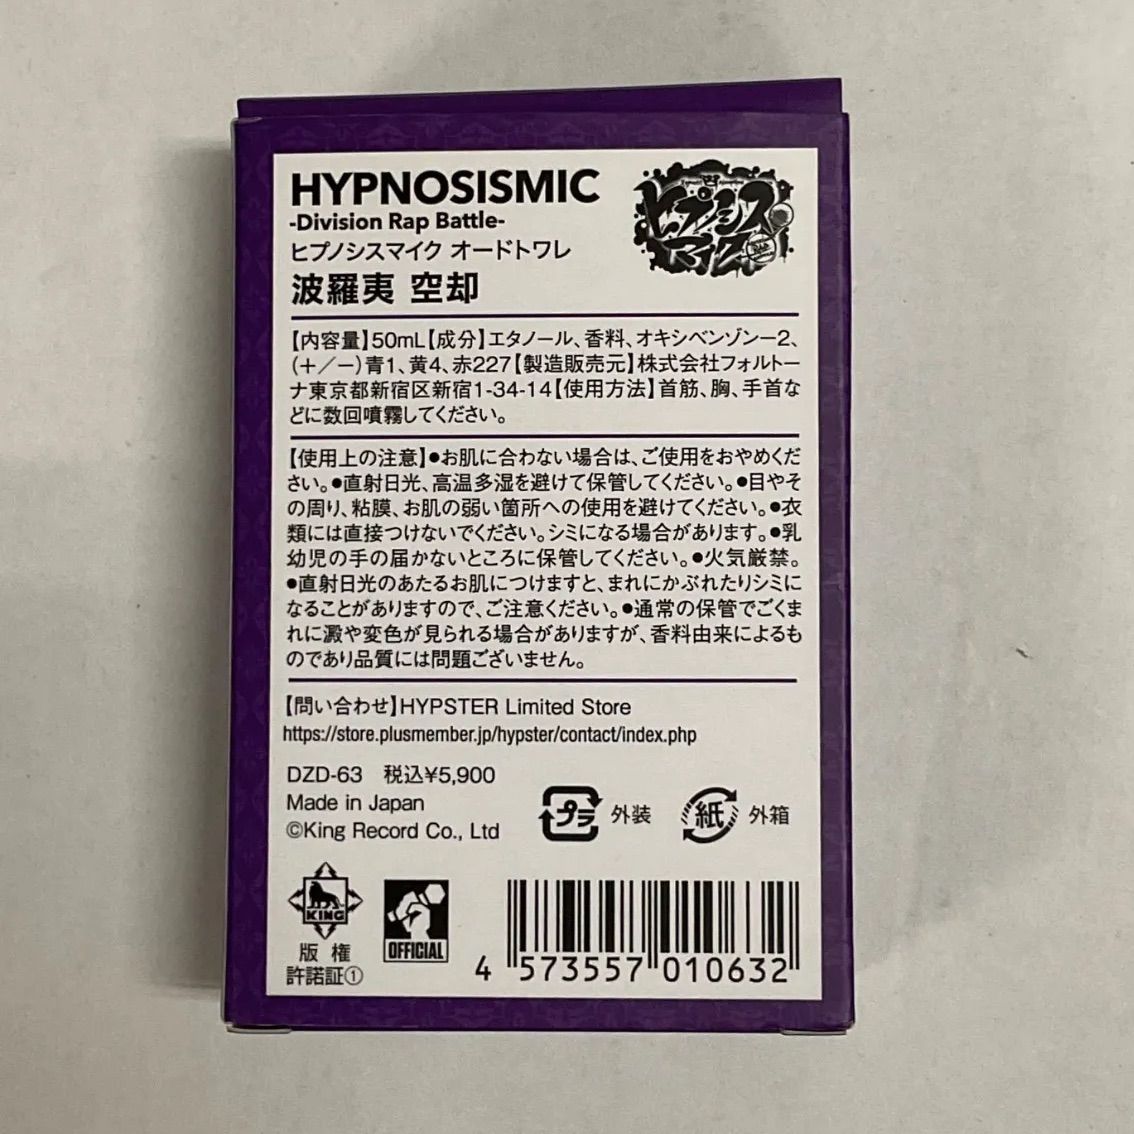 HYPNOSISMIC
-Division Rap Battle-
ヒプノシスマイク オードトワレ
波羅夷 空却
ヒプノシス
マイク
【内容量】50mL【成分】エタノール、香料、オキシベンゾン−2、
(＋／−)青1、黄4、赤227【製造販売元】株式会社フォルトー
ナ東京都新宿区新宿1-34-14【使用方法】首筋、胸、手首な
どに数回噴霧してください。
【使用上の注意】●お肌に合わない場合は、ご使用をおやめくだ
さい。●直射日光、高温多湿を避けて保管してください。●目やそ
の周り、粘膜、お肌の弱い箇所への使用を避けてください。●衣
類には直接つけないでください。シミになる場合があります。●乳
幼児の手の届かないところに保管してください。●火気厳禁。
●直射日光のあたるお肌につけますと、まれにかぶれたりシミに
なることがありますので、ご注意ください。●通常の保管でごくま
れに澱や変色が見られる場合がありますが、香料由来によるも
のであり品質には問題ございません。
【問い合わせ】HYPSTER Limited Store
https://store.plusmember.jp/hypster/contact/index.php
DZD-63 税込¥5,900
Made in Japan
©King Record Co., Ltd
プラ 外装
紙 外箱
KING
版権
許諾証①
OFFICIAL
4 573557 010632